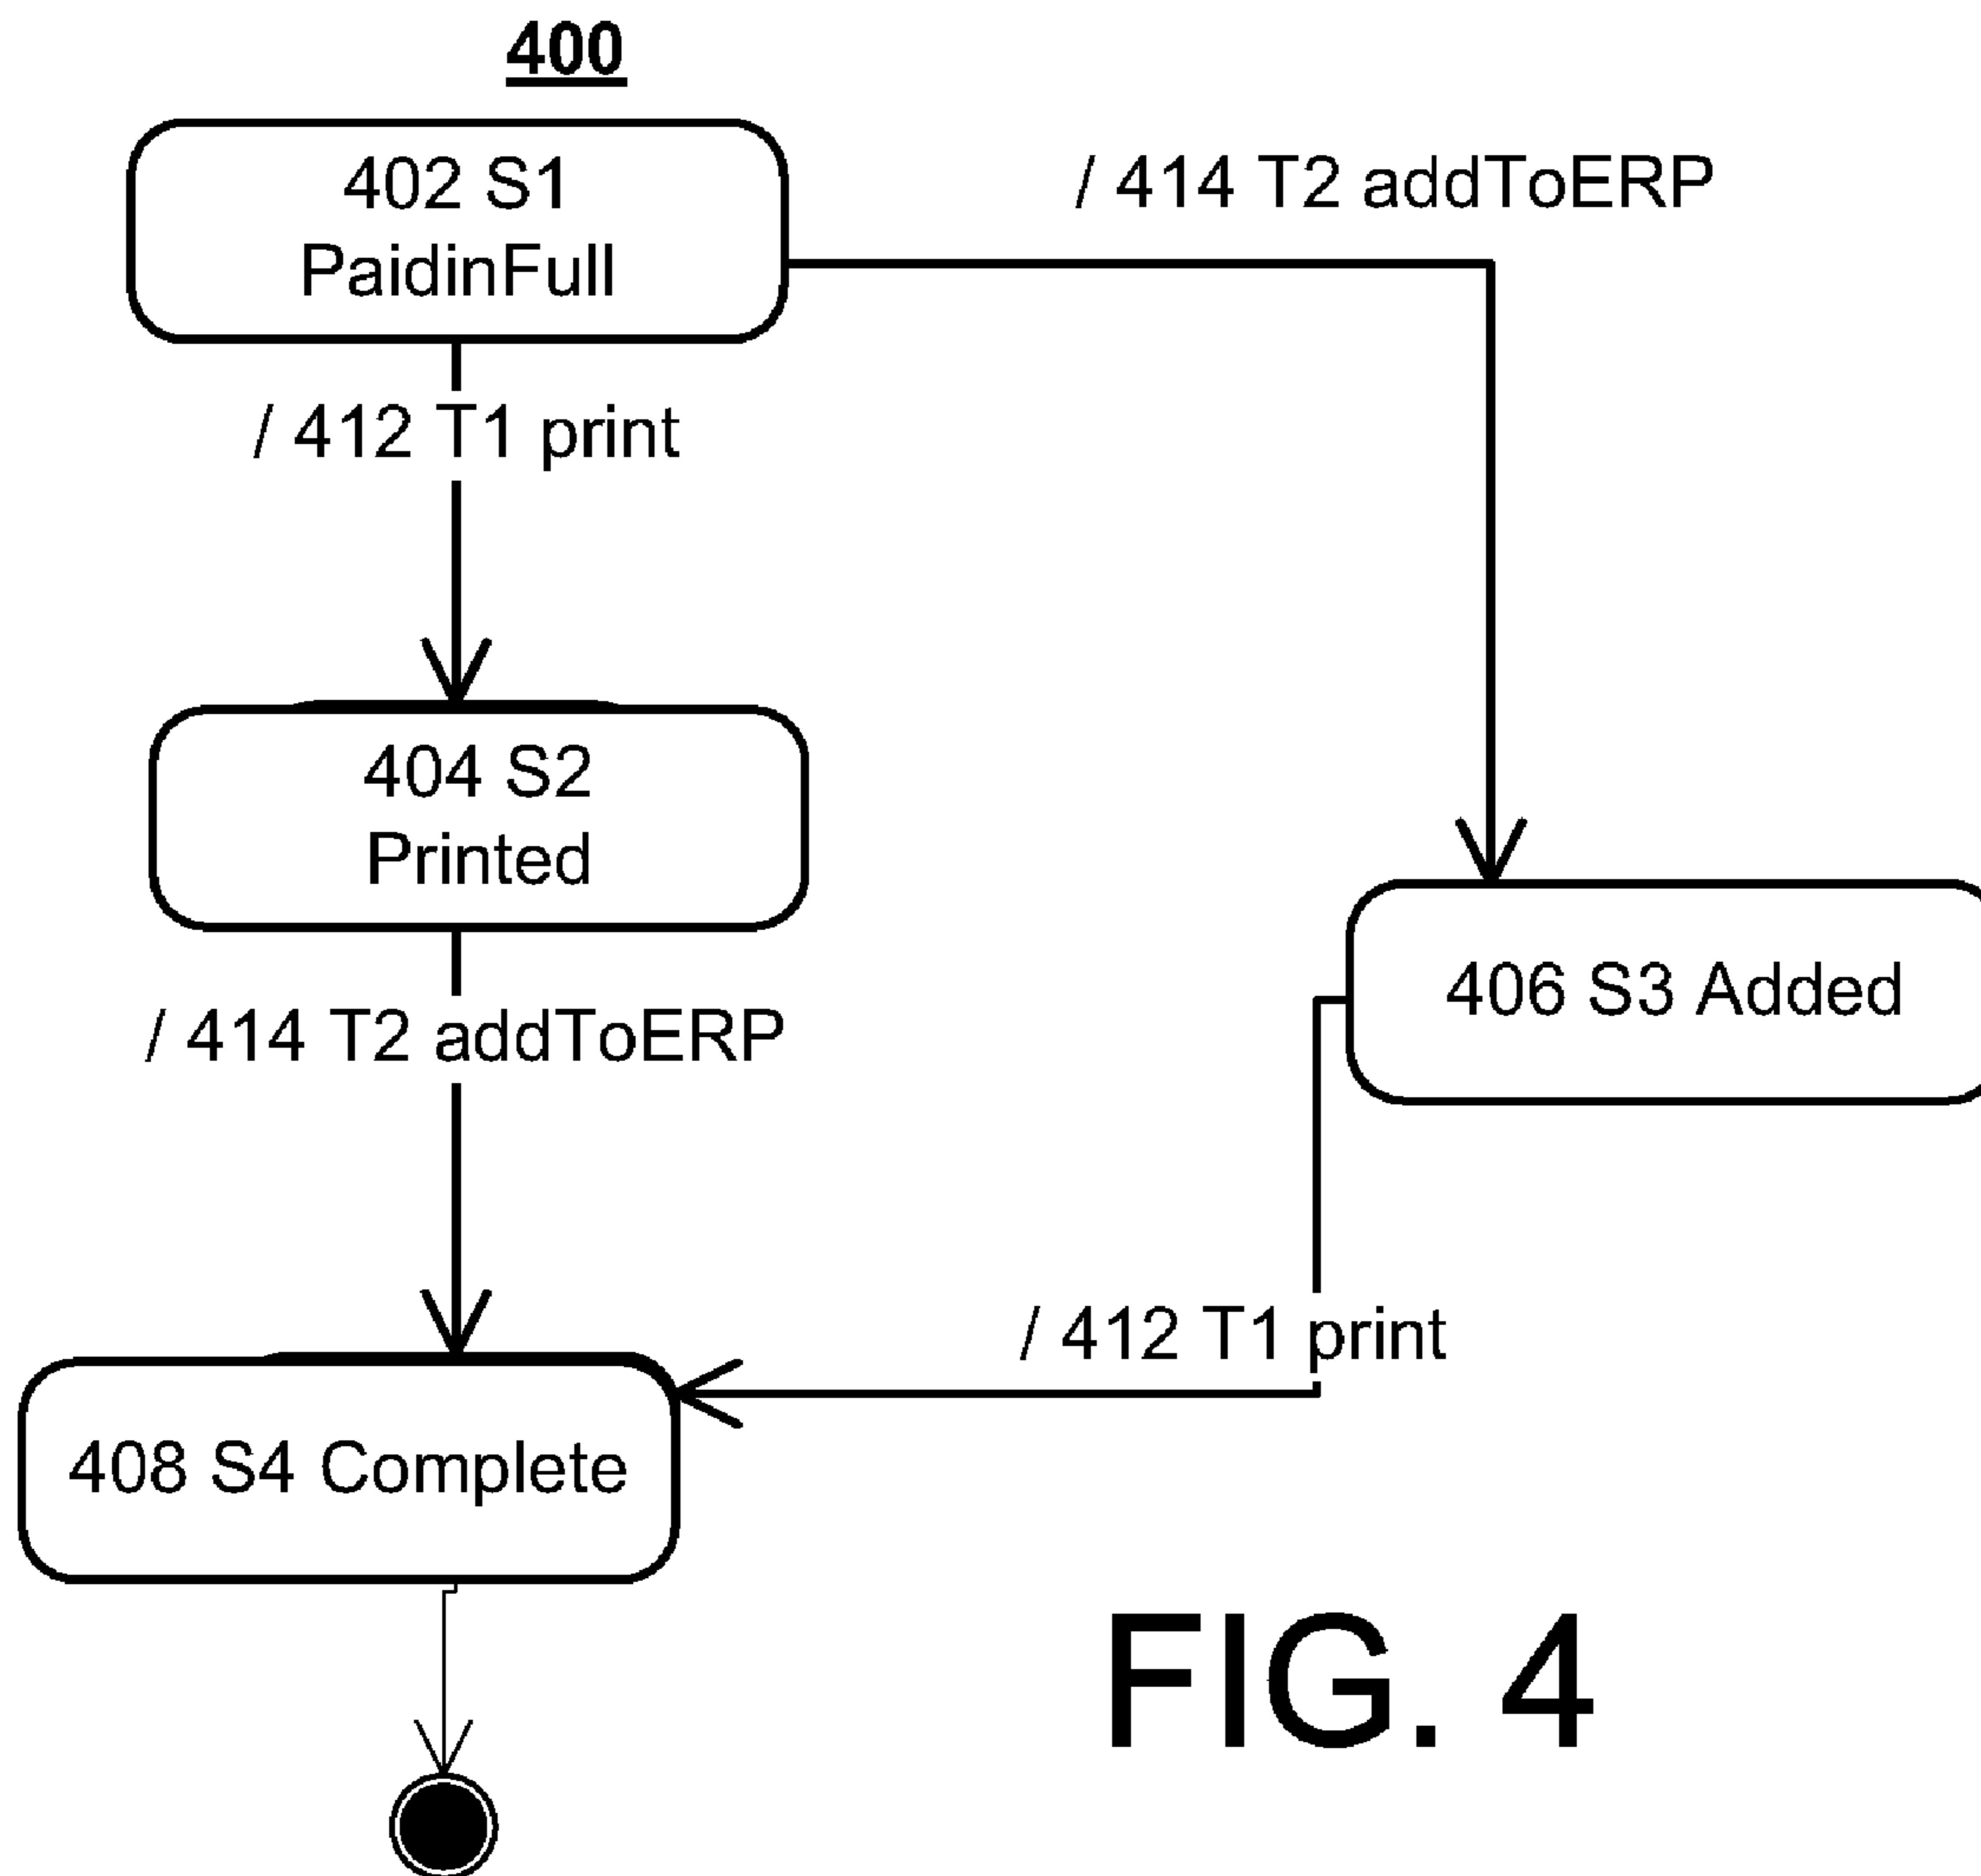 400
402 S1
PaidinFull
/ 414 T2 addToERP
/ 412 T1 print
404 S2
Printed
406 S3 Added
/ 414 T2 addToERP
/ 412 T1 print
408 S4 Complete
FIG. 4